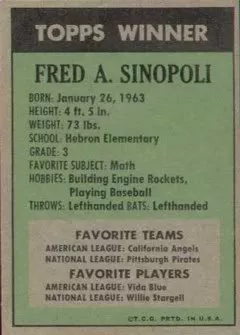 TOPPS WINNER
FRED A. SINOPOLI
BORN: January 26, 1963
HEIGHT: 4 ft. 5 in.
WEIGHT: 73 lbs.
SCHOOL: Hebron Elementary
GRADE: 3
FAVORITE SUBJECT: Math
HOBBIES: Building Engine Rockets,
Playing Baseball
THROWS: Lefthanded BATS: Lefthanded
FAVORITE TEAMS
AMERICAN LEAGUE: California Angels
NATIONAL LEAGUE: Pittsburgh Pirates
FAVORITE PLAYERS
AMERICAN LEAGUE: Vida Blue
NATIONAL LEAGUE: Willie Stargell
©T.C.G. PRTD. IN U.S.A.